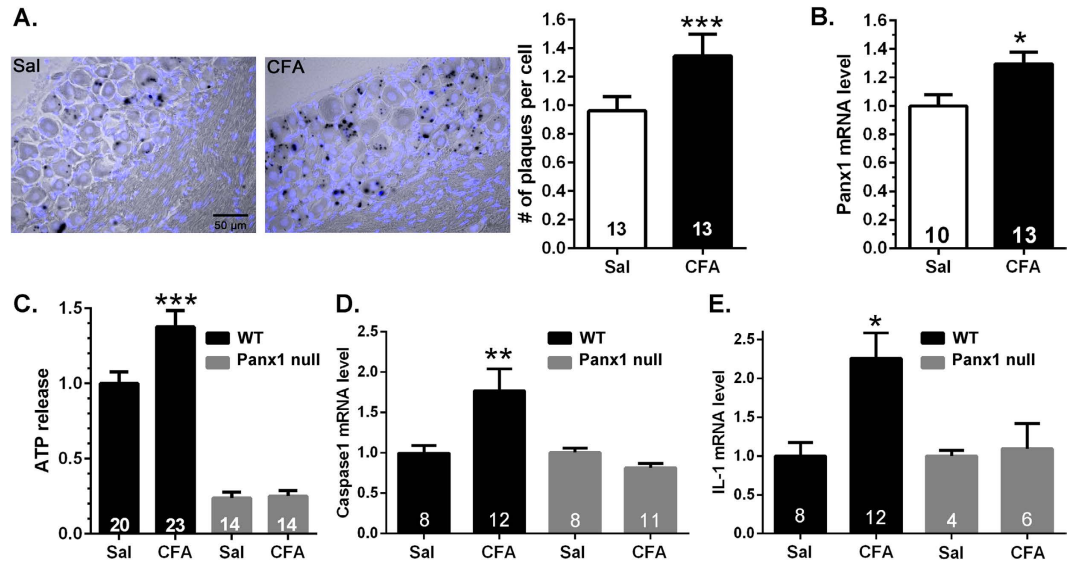 A.
Sal
CFA
50 µm
# of plaques per cell
1.6
1.4
1.2
1.0
0.8
0.6
0.4
0.2
0.0
***
13
13
Sal
CFA
B.
Panx1 mRNA level
1.6
1.4
1.2
1.0
0.8
0.6
0.4
0.2
0.0
*
10
13
Sal
CFA
C.
ATP release
1.5
1.0
0.5
0.0
***
WT
Panx1 null
20
23
14
14
Sal
CFA
Sal
CFA
D.
Caspase1 mRNA level
2.5
2.0
1.5
1.0
0.5
0.0
**
WT
Panx1 null
8
12
8
11
Sal
CFA
Sal
CFA
E.
IL-1 mRNA level
2.5
2.0
1.5
1.0
0.5
0.0
*
WT
Panx1 null
8
12
4
6
Sal
CFA
Sal
CFA